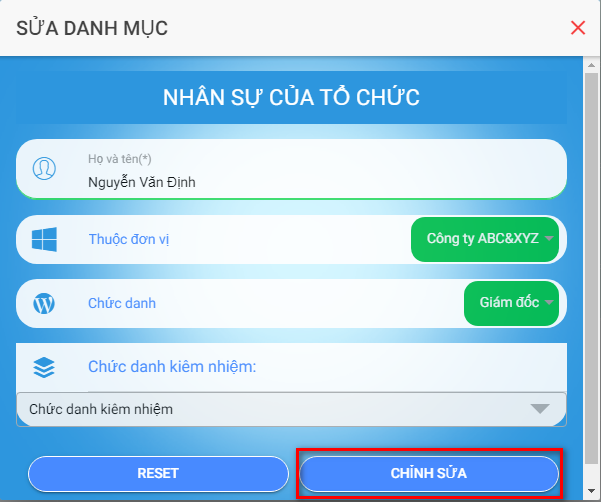 SỬA DANH MỤC
NHÂN SỰ CỦA TỔ CHỨC
Họ và tên(*)
Nguyễn Văn Định
Thuộc đơn vị
Công ty ABC&XYZ
Chức danh
Giám đốc
Chức danh kiêm nhiệm:
Chức danh kiêm nhiệm
RESET
CHỈNH SỬA